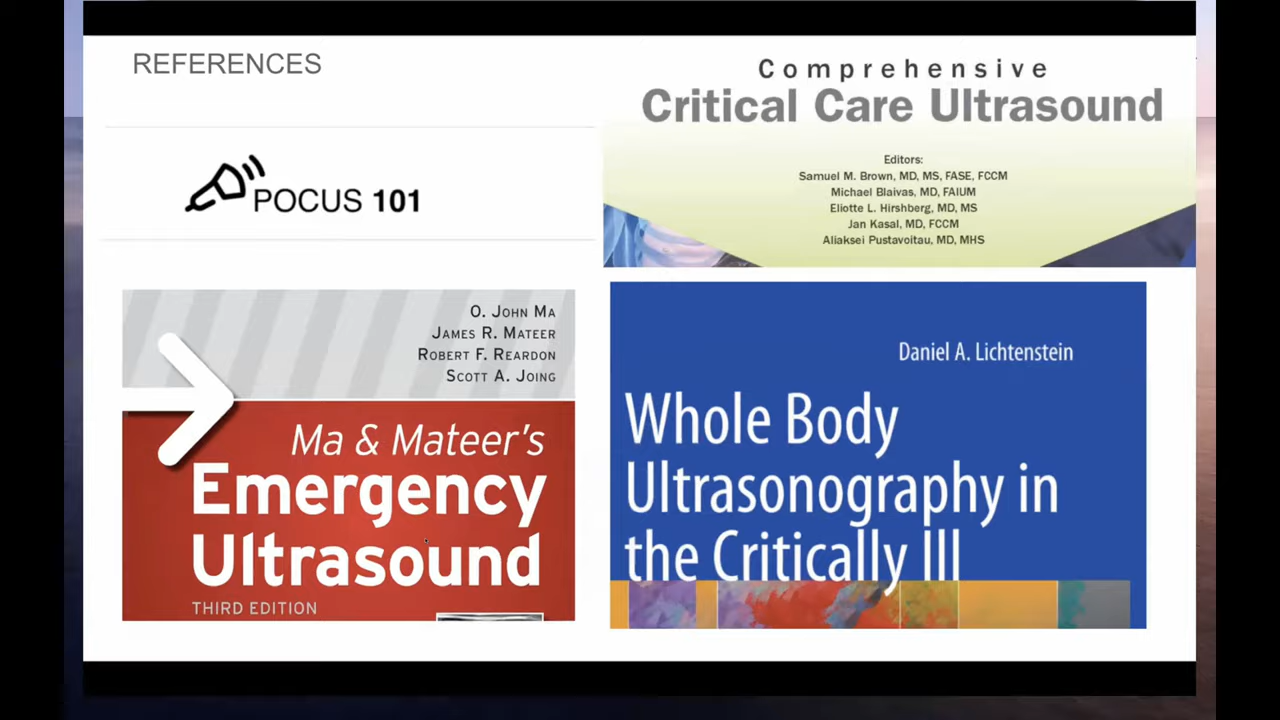 REFERENCES
POCUS 101
Comprehensive
Critical Care Ultrasound
Editors:
Samuel M. Brown, MD, MS, FASE, FCCM
Michael Blaivas, MD, FAIUM
Eliotte L. Hirshberg, MD, MS
Jan Kasal, MD, FCCM
Aliaksei Pustavoitau, MD, MHS
O. JOHN MA
JAMES R. MATEER
ROBERT F. REARDON
SCOTT A. JOING
Ma & Mateer's
Emergency
Ultrasound
THIRD EDITION
Daniel A. Lichtenstein
Whole Body
Ultrasonography in
the Critically Ill